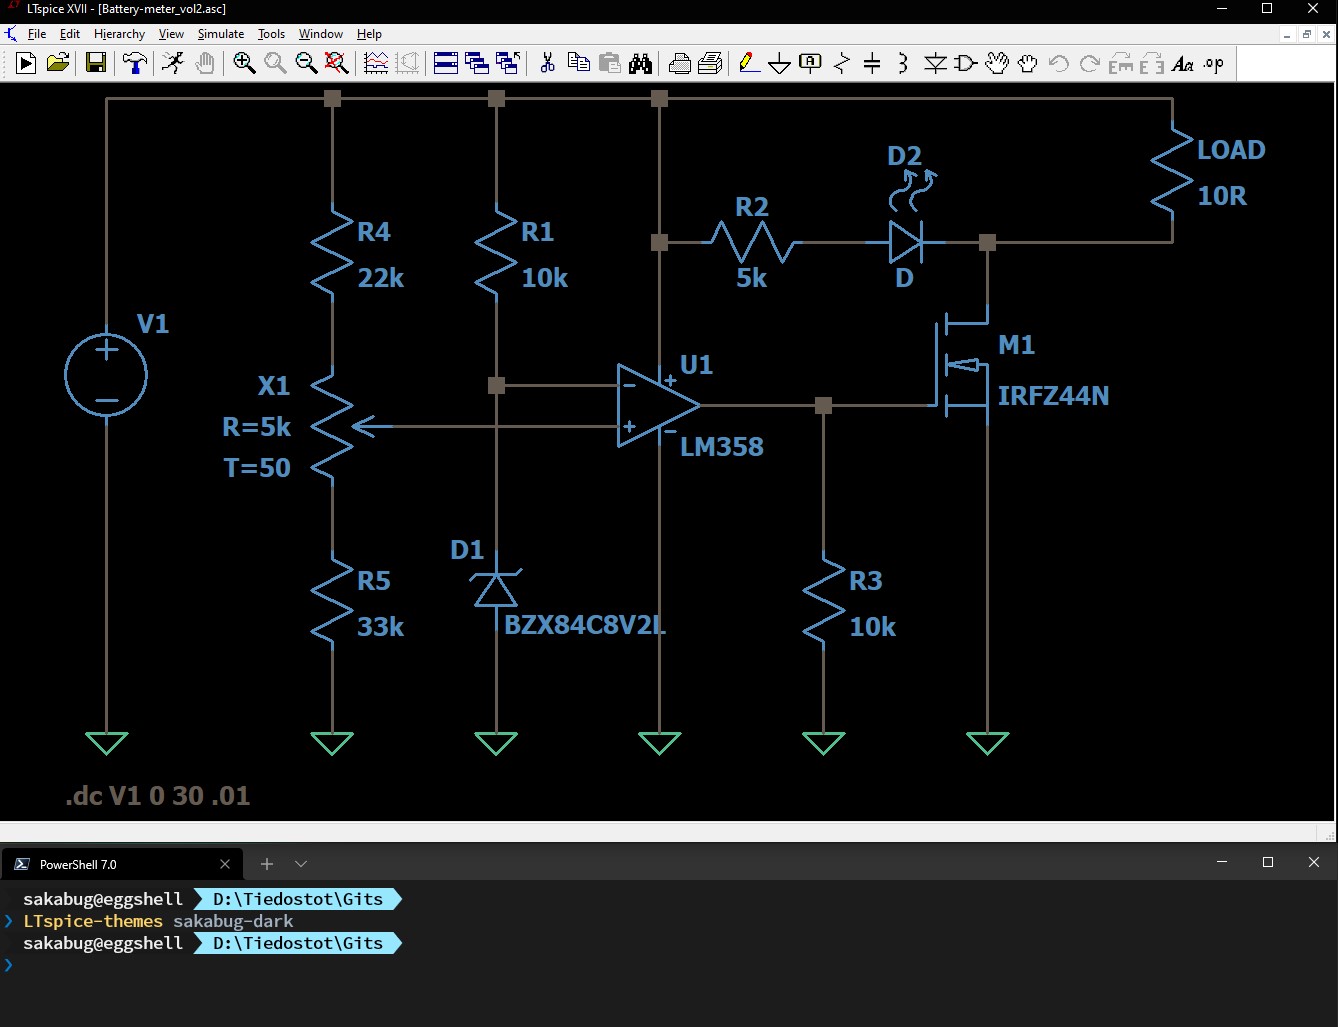 LTspice XVII - [Battery-meter_vol2.asc]
File Edit Hierarchy View Simulate Tools Window Help
A
Aa .op
D2
LOAD
10R
R2
R4
22k
R1
10k
5k
D
V1
X1
R=5k
T=50
U1
LM358
M1
IRFZ44N
D1
BZX84C8V2L
R5
33k
R3
10k
.dc V1 0 30 .01
PowerShell 7.0
sakabug@eggshell D:\Tiedostot\Gits
❯ LTspice-themes sakabug-dark
sakabug@eggshell D:\Tiedostot\Gits
❯